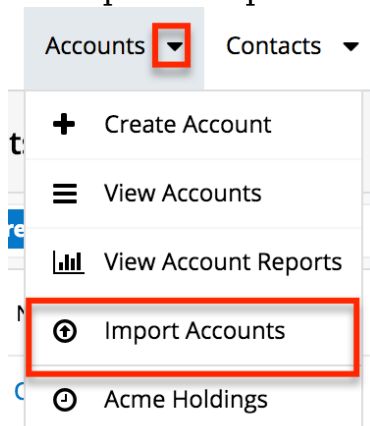 Accounts Contacts
Create Account
View Accounts
View Account Reports
Import Accounts
Acme Holdings